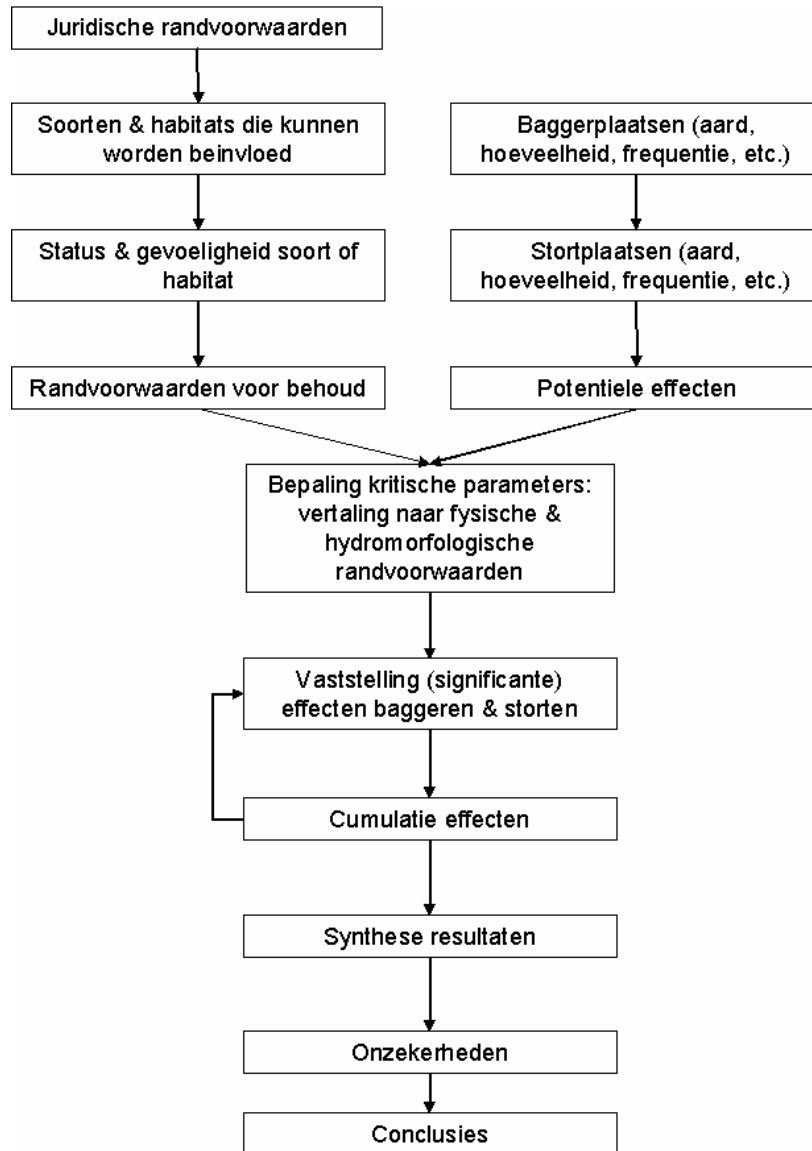 Juridische randvoorwaarden
Soorten & habitats die kunnen
worden beinvloed
Status & gevoeligheid soort of
habitat
Randvoorwaarden voor behoud
Baggerplaatsen (aard,
hoeveelheid, frequentie, etc.)
Stortplaatsen (aard,
hoeveelheid, frequentie, etc.)
Potentiele effecten
Bepaling kritische parameters:
vertaling naar fysische &
hydromorfologische
randvoorwaarden
Vaststelling (significante)
effecten baggeren & storten
Cumulatie effecten
Synthese resultaten
Onzekerheden
Conclusies